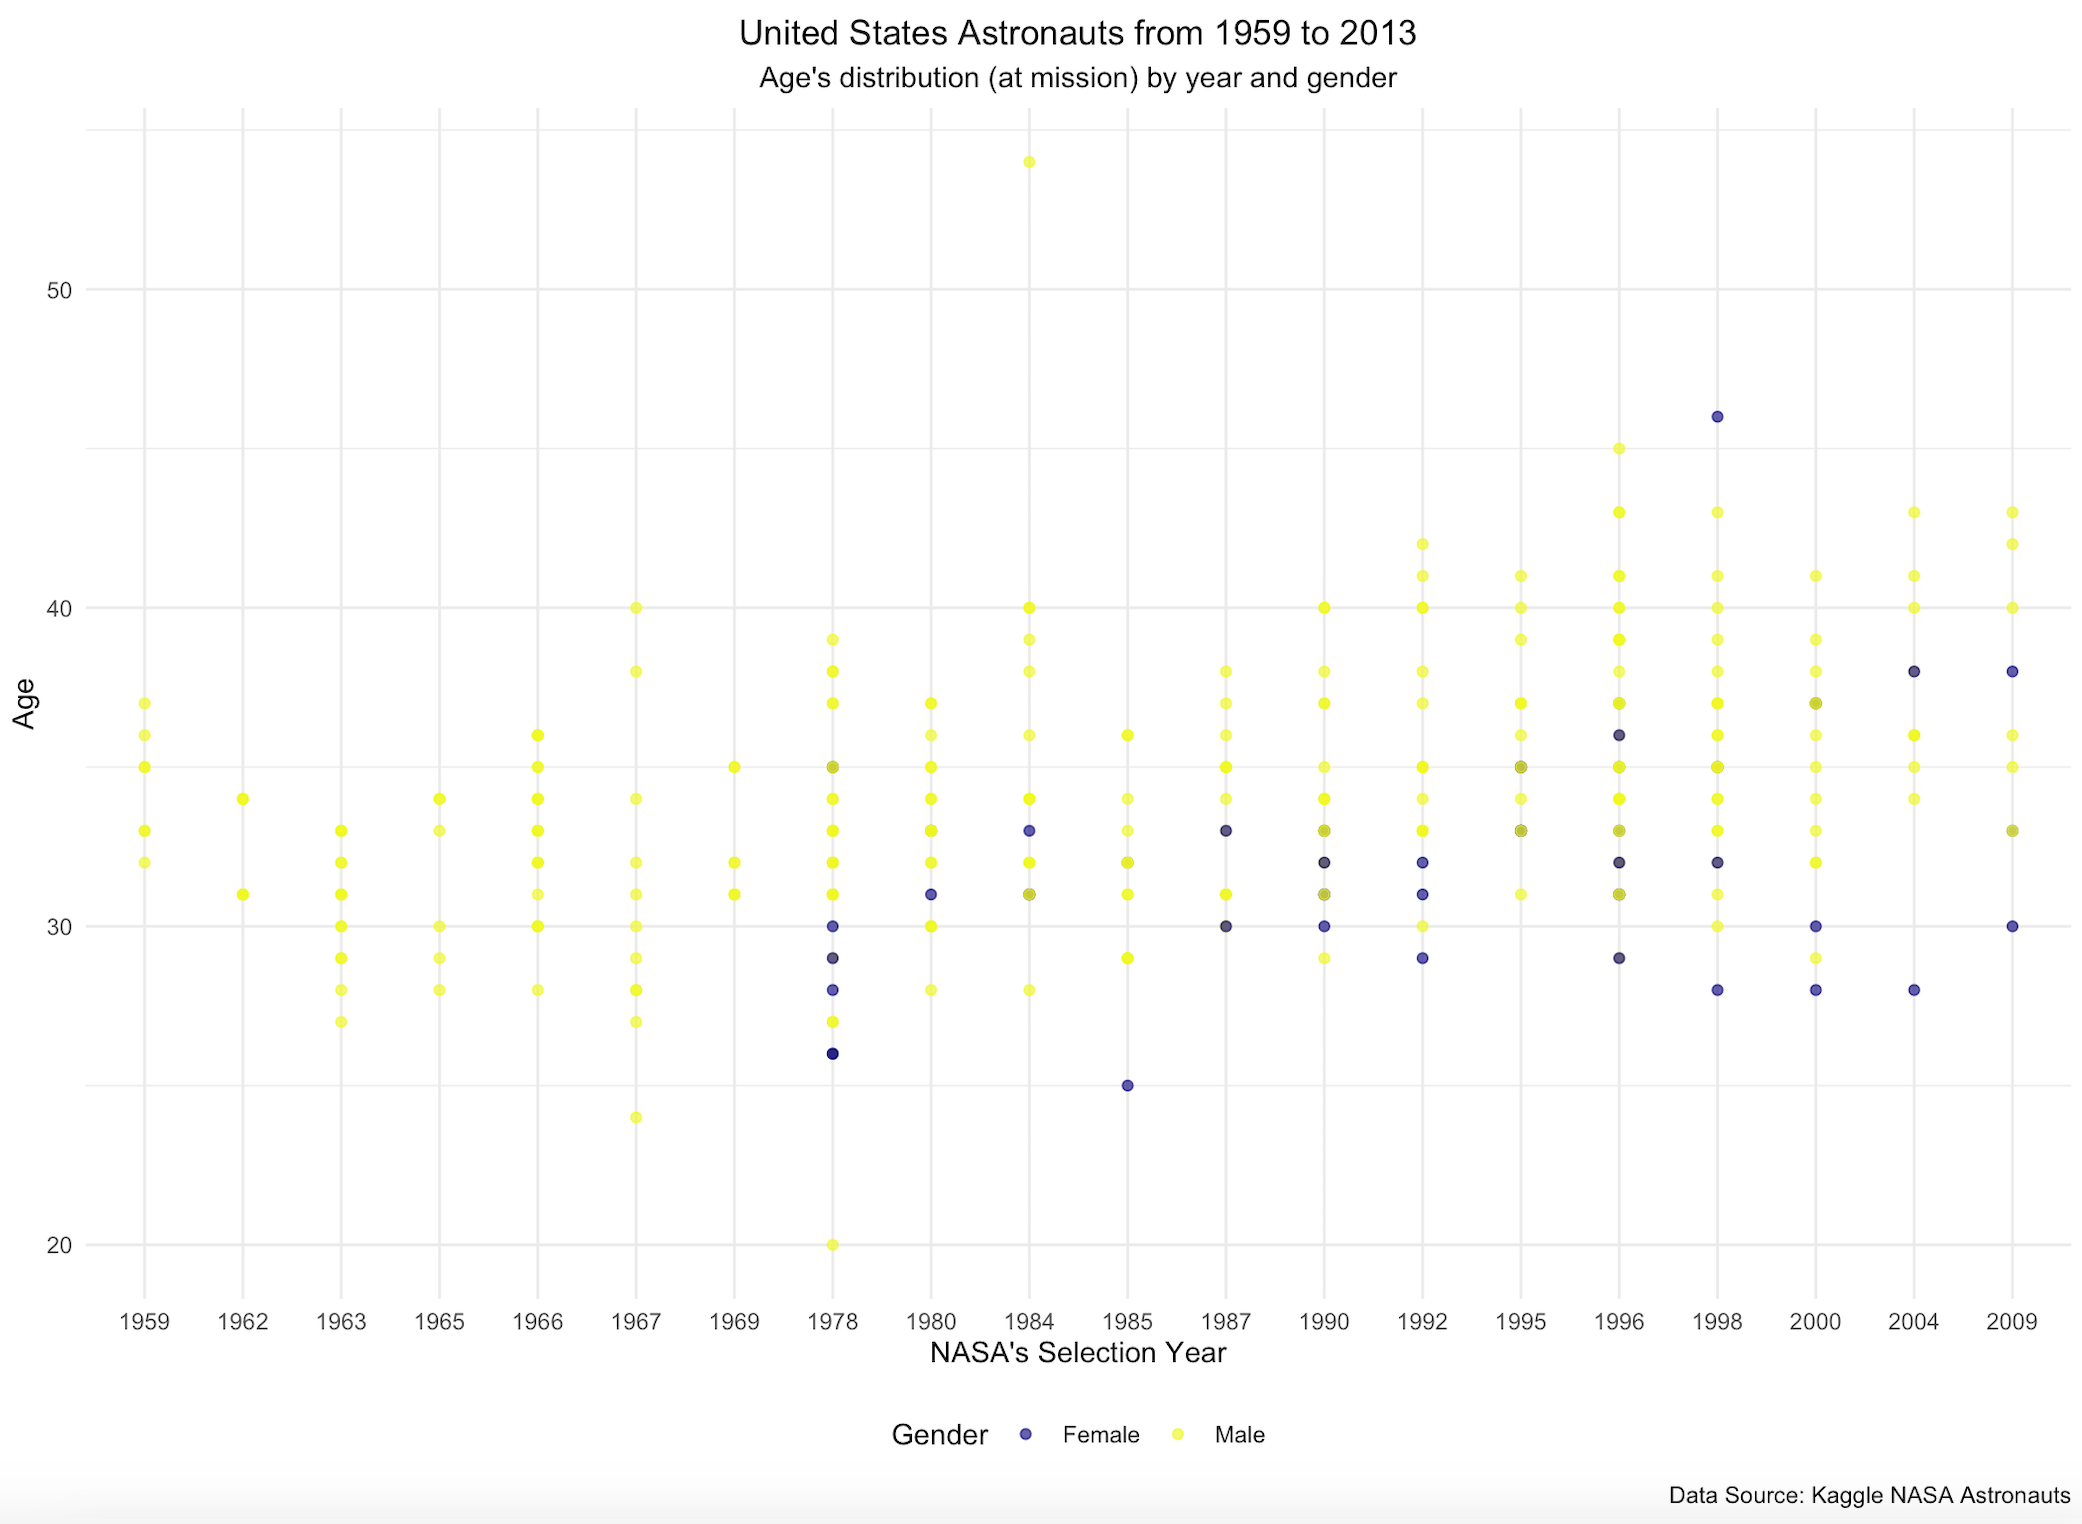 United States Astronauts from 1959 to 2013
Age's distribution (at mission) by year and gender
Age
50
40
30
20
1959 1962 1963 1965 1966 1967 1969 1978 1980 1984 1985 1987 1990 1992 1995 1996 1998 2000 2004 2009
NASA's Selection Year
Gender Female Male
Data Source: Kaggle NASA Astronauts